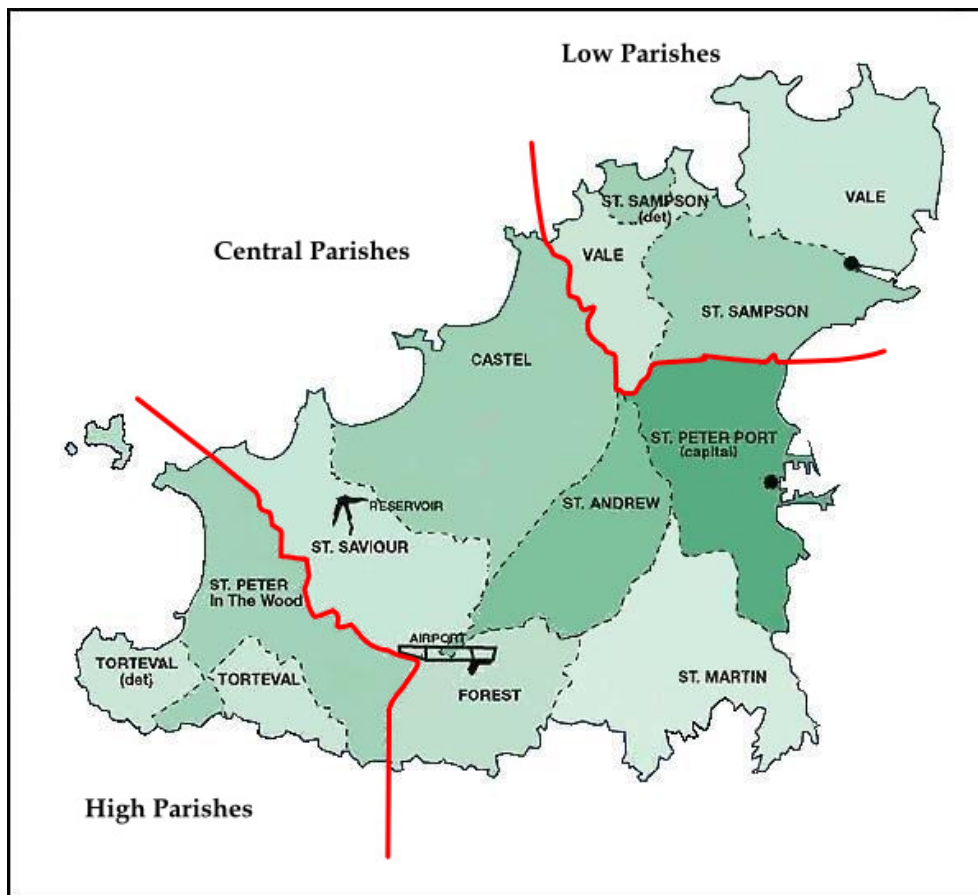 Low Parishes
VALE
ST. SAMPSON
(det)
VALE
Central Parishes
ST. SAMPSON
CASTEL
ST. PETER PORT
(capital)
RESERVOIR
ST. ANDREW
ST. SAVIOUR
ST. PETER
In The Wood
AIRPORT
TORTEVAL
(det)
TORTEVAL
FOREST
ST. MARTIN
High Parishes